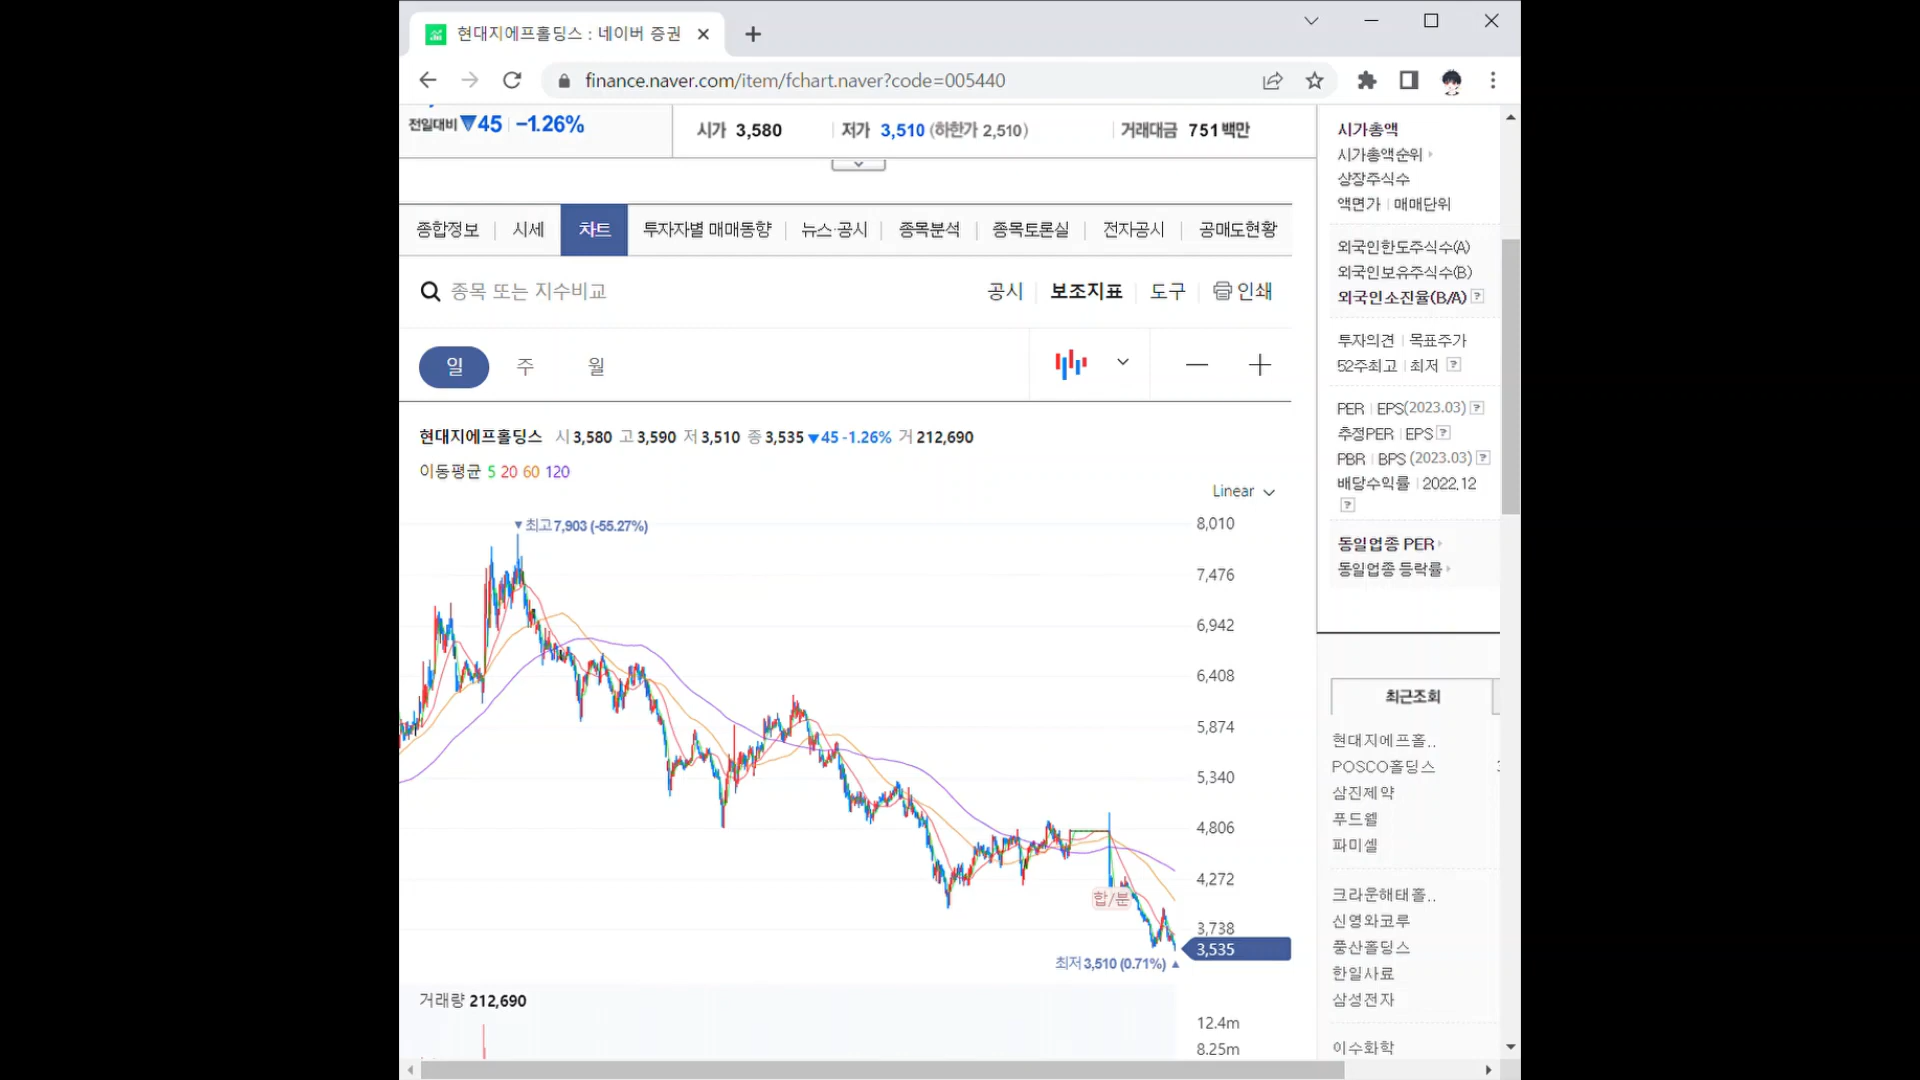 현대지에프홀딩스 : 네이버 증권
finance.naver.com/item/fchart.naver?code=005440
전일대비 ▼45 -1.26%
시가 3,580 저가 3,510 (하한가 2,510) 거래대금 751 백만
종합정보 시세 차트 투자자별 매매동향 뉴스·공시 종목분석 종목토론실 전자공시 공매도현황
종목 또는 지수비교
공시 보조지표 도구 인쇄
일 주 월
현대지에프홀딩스 시 3,580 고 3,590 저 3,510 종 3,535 ▼45 -1.26% 거 212,690
이동평균 5 20 60 120
Linear
▼최고 7,903 (-55.27%)
8,010
7,476
6,942
6,408
5,874
5,340
4,806
4,272
3,738
3,535
합/분
최저 3,510 (0.71%) ▲
거래량 212,690
12.4m
8.25m
시가총액
시가총액순위
상장주식수
액면가 매매단위
외국인한도주식수(A)
외국인보유주식수(B)
외국인소진율(B/A) ?
투자의견 목표주가
52주최고 최저 ?
PER EPS(2023.03) ?
추정PER EPS ?
PBR BPS (2023.03) ?
배당수익률 2022.12
?
동일업종 PER
동일업종 등락률
최근조회
현대지에프홀..
POSCO홀딩스
삼진제약
푸드웰
파미셀
크라운해태홀..
신영와코루
풍산홀딩스
한일사료
삼성전자
이수화학